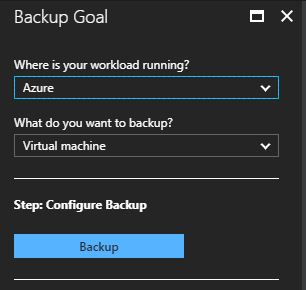 Backup Goal
Where is your workload running?
Azure
What do you want to backup?
Virtual machine
Step: Configure Backup
Backup